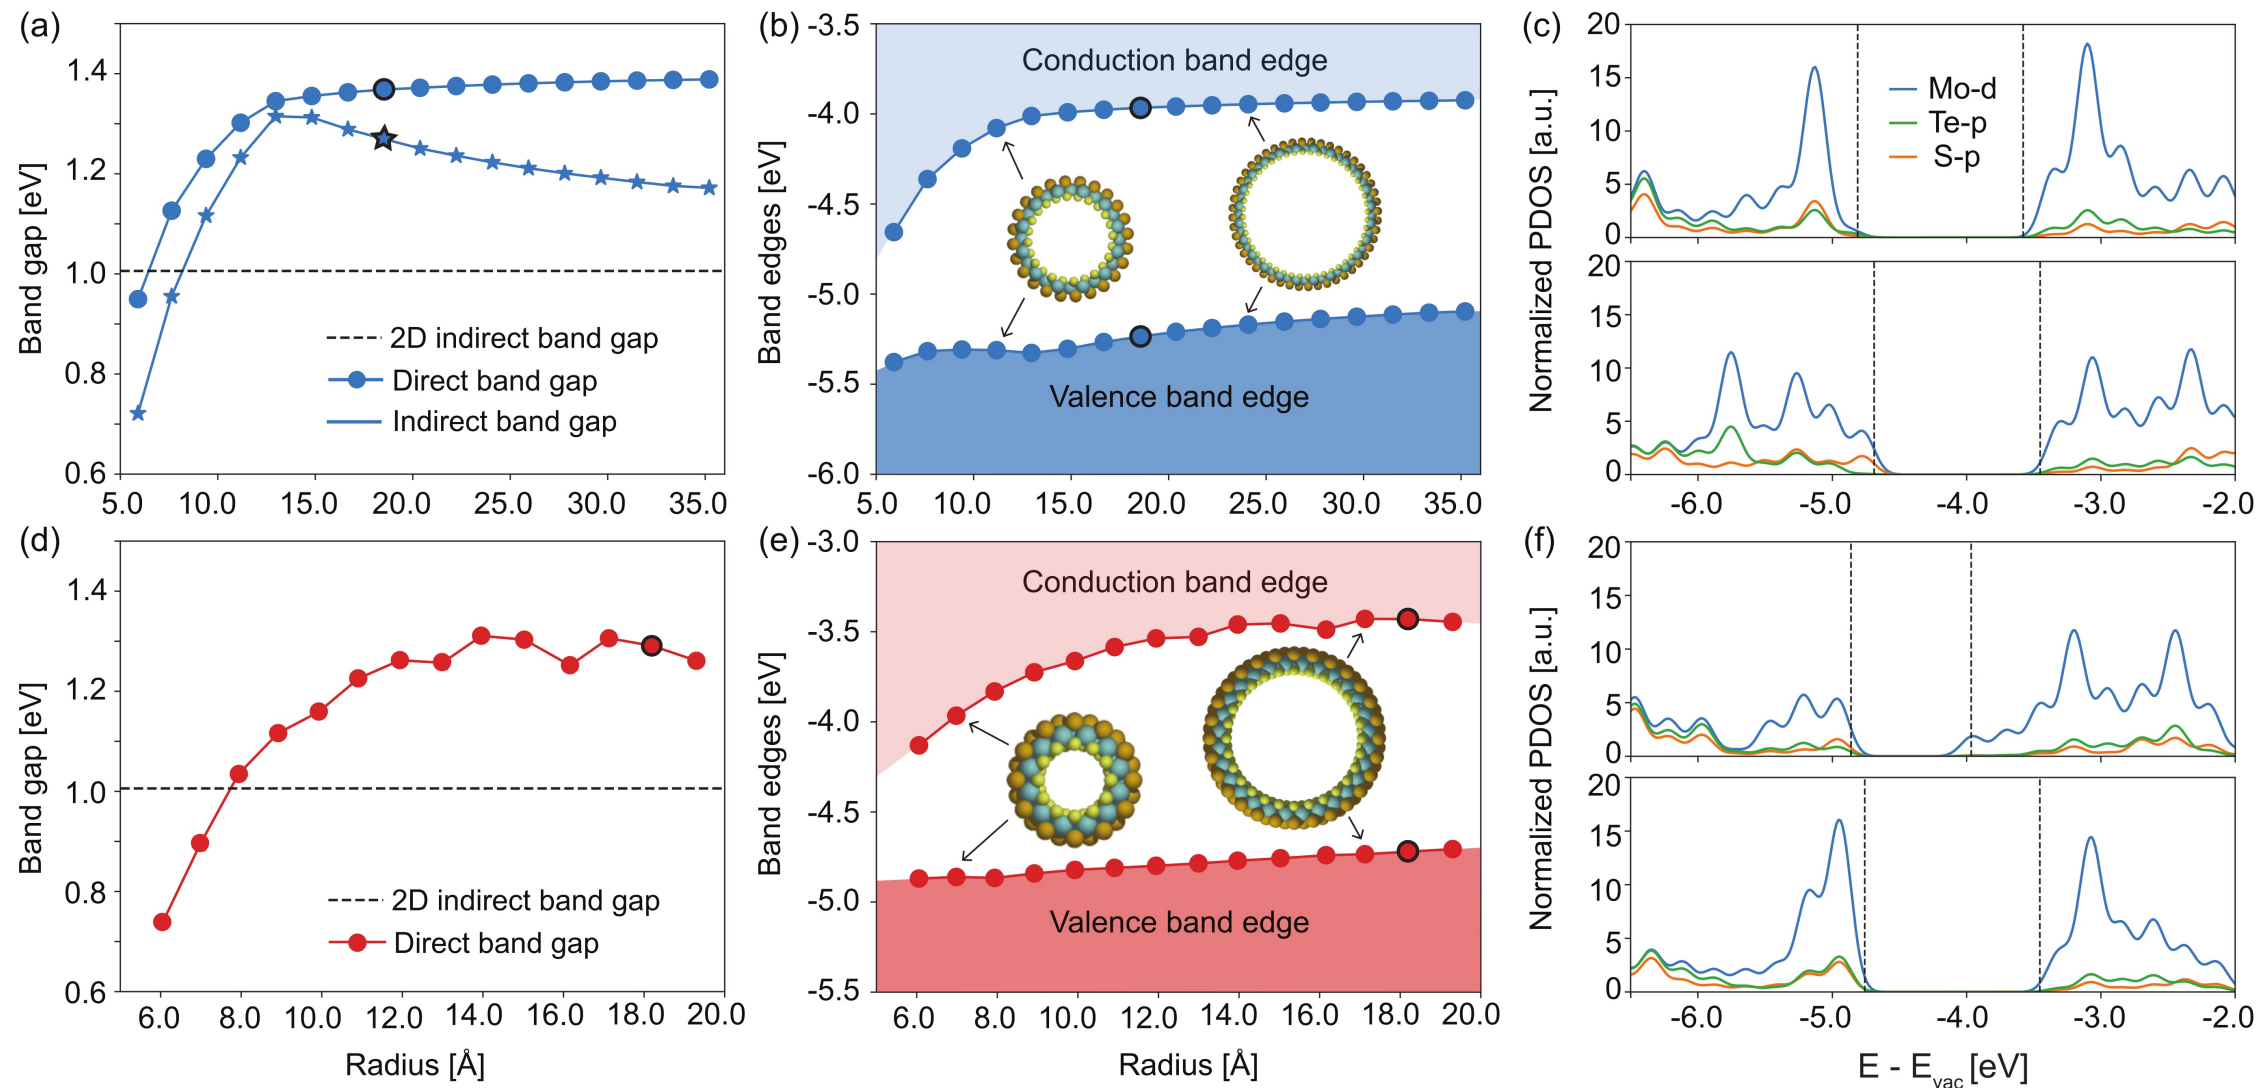 (a)
Band gap [eV]
1.4
1.2
1.0
0.8
0.6
5.0 10.0 15.0 20.0 25.0 30.0 35.0
2D indirect band gap
Direct band gap
Indirect band gap
(b)
Band edges [eV]
-3.5
-4.0
-4.5
-5.0
-5.5
-6.0
5.0 10.0 15.0 20.0 25.0 30.0 35.0
Conduction band edge
Valence band edge
(c)
Normalized PDOS [a.u.]
20
15
10
5
0
Mo-d
Te-p
S-p
20
15
10
5
0
-6.0 -5.0 -4.0 -3.0 -2.0
(d)
Band gap [eV]
1.4
1.2
1.0
0.8
0.6
6.0 8.0 10.0 12.0 14.0 16.0 18.0 20.0
2D indirect band gap
Direct band gap
Radius [Å]
(e)
Band edges [eV]
-3.0
-3.5
-4.0
-4.5
-5.0
-5.5
6.0 8.0 10.0 12.0 14.0 16.0 18.0 20.0
Conduction band edge
Valence band edge
Radius [Å]
(f)
Normalized PDOS [a.u.]
20
15
10
5
0
20
15
10
5
0
-6.0 -5.0 -4.0 -3.0 -2.0
E - Evac [eV]